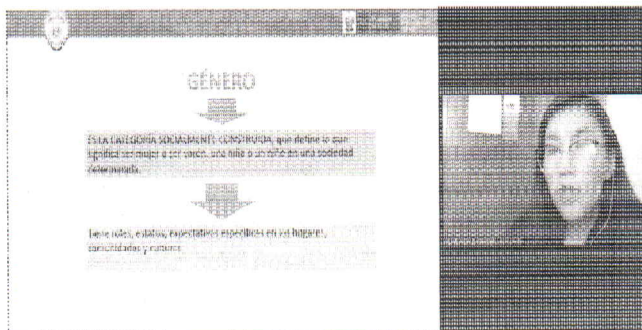 GÉNERO
ES LA CATEGORÍA SOCIALMENTE CONSTRUIDA, que define lo que
significa ser mujer o ser varón, una niña o un niño en una sociedad
determinada.
Tiene roles, estatus, expectativas específicas en los hogares,
comunidades y culturas.